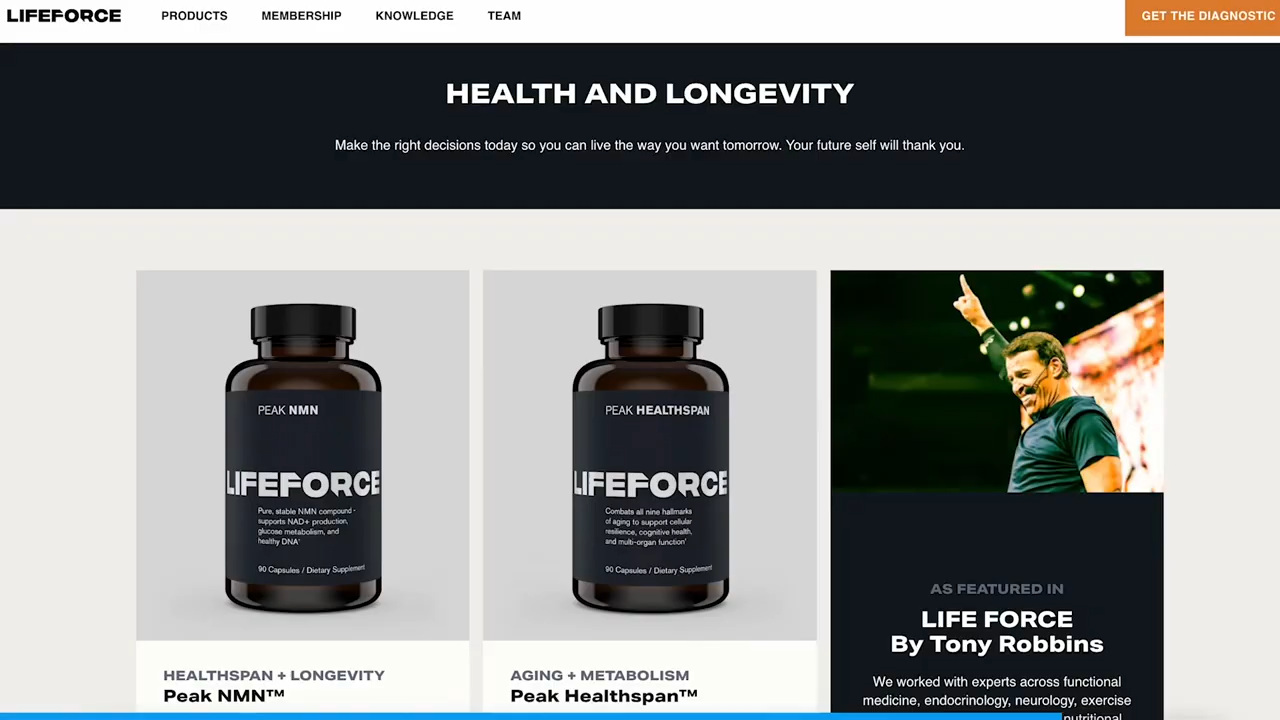 LIFEFORCE
PRODUCTS
MEMBERSHIP
KNOWLEDGE
TEAM
GET THE DIAGNOSTIC
HEALTH AND LONGEVITY
Make the right decisions today so you can live the way you want tomorrow. Your future self will thank you.
PEAK NMN
LIFEFORCE
Pure, stable NMN compound -
supports NAD+ production,
glucose metabolism, and
healthy DNA*
90 Capsules / Dietary Supplement
HEALTHSPAN + LONGEVITY
Peak NMN™
PEAK HEALTHSPAN
LIFEFORCE
Combats all nine hallmarks
of aging to support cellular
resilience, cognitive health,
and multi-organ function*
90 Capsules / Dietary Supplement
AGING + METABOLISM
Peak Healthspan™
AS FEATURED IN
LIFE FORCE
By Tony Robbins
We worked with experts across functional
medicine, endocrinology, neurology, exercise
nutritional